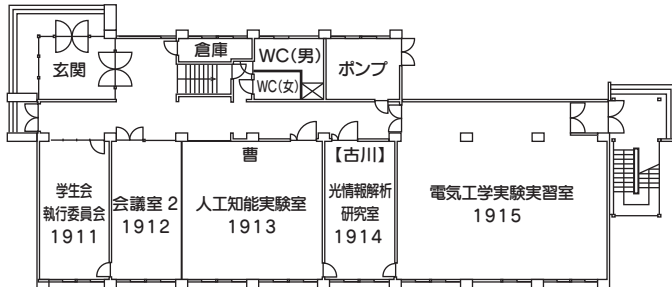 倉庫
WC(男)
ポンプ
玄関
WC(女)
曹
【古川】
学生会
執行委員会
1911
会議室 2
1912
人工知能実験室
1913
光情報解析
研究室
1914
電気工学実験実習室
1915